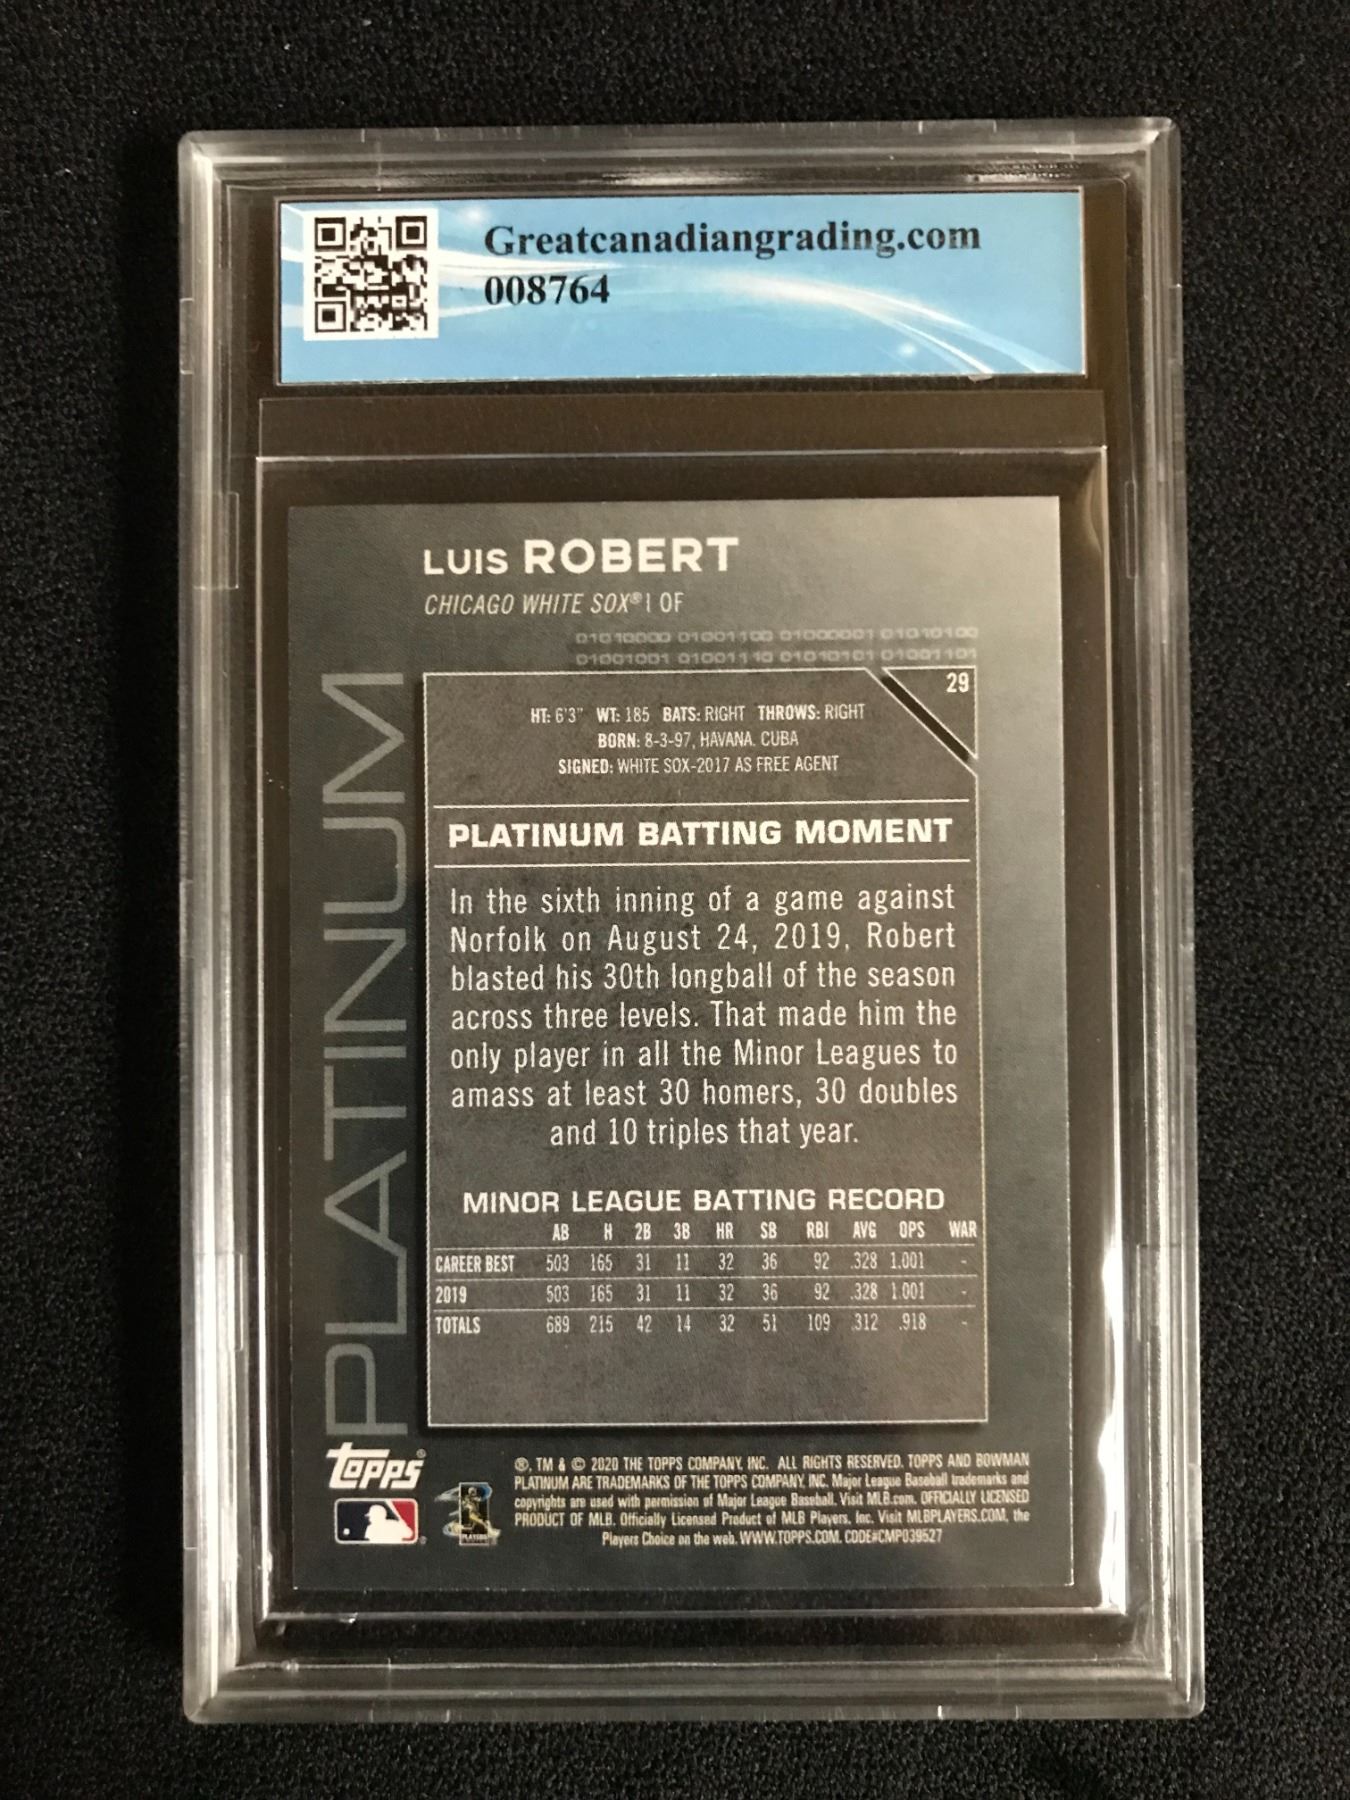 Greatcanadiangrading.com
008764
LUIS ROBERT
CHICAGO WHITE SOX® | OF
01010000 01001100 01000001 01010100
01001001 01001110 01010101 01001101
29
HT: 6'3" WT: 185 BATS: RIGHT THROWS: RIGHT
BORN: 8-3-97, HAVANA, CUBA
SIGNED: WHITE SOX-2017 AS FREE AGENT
PLATINUM
PLATINUM BATTING MOMENT
In the sixth inning of a game against
Norfolk on August 24, 2019, Robert
blasted his 30th longball of the season
across three levels. That made him the
only player in all the Minor Leagues to
amass at least 30 homers, 30 doubles
and 10 triples that year.
MINOR LEAGUE BATTING RECORD
AB H 2B 3B HR SB RBI AVG OPS WAR
CAREER BEST 503 165 31 11 32 36 92 .328 1.001 -
2019 503 165 31 11 32 36 92 .328 1.001 -
TOTALS 689 215 42 14 32 51 109 .312 .918 -
topps®
®, TM & © 2020 THE TOPPS COMPANY, INC. ALL RIGHTS RESERVED. TOPPS AND BOWMAN
PLATINUM ARE TRADEMARKS OF THE TOPPS COMPANY, INC. Major League Baseball trademarks and
copyrights are used with permission of Major League Baseball. Visit MLB.com. OFFICIALLY LICENSED
PRODUCT OF MLB. Officially Licensed Product of MLB Players, Inc. Visit MLBPLAYERS.COM, the
Players Choice on the web. WWW.TOPPS.COM. CODE#CMP039527
PLAYERS